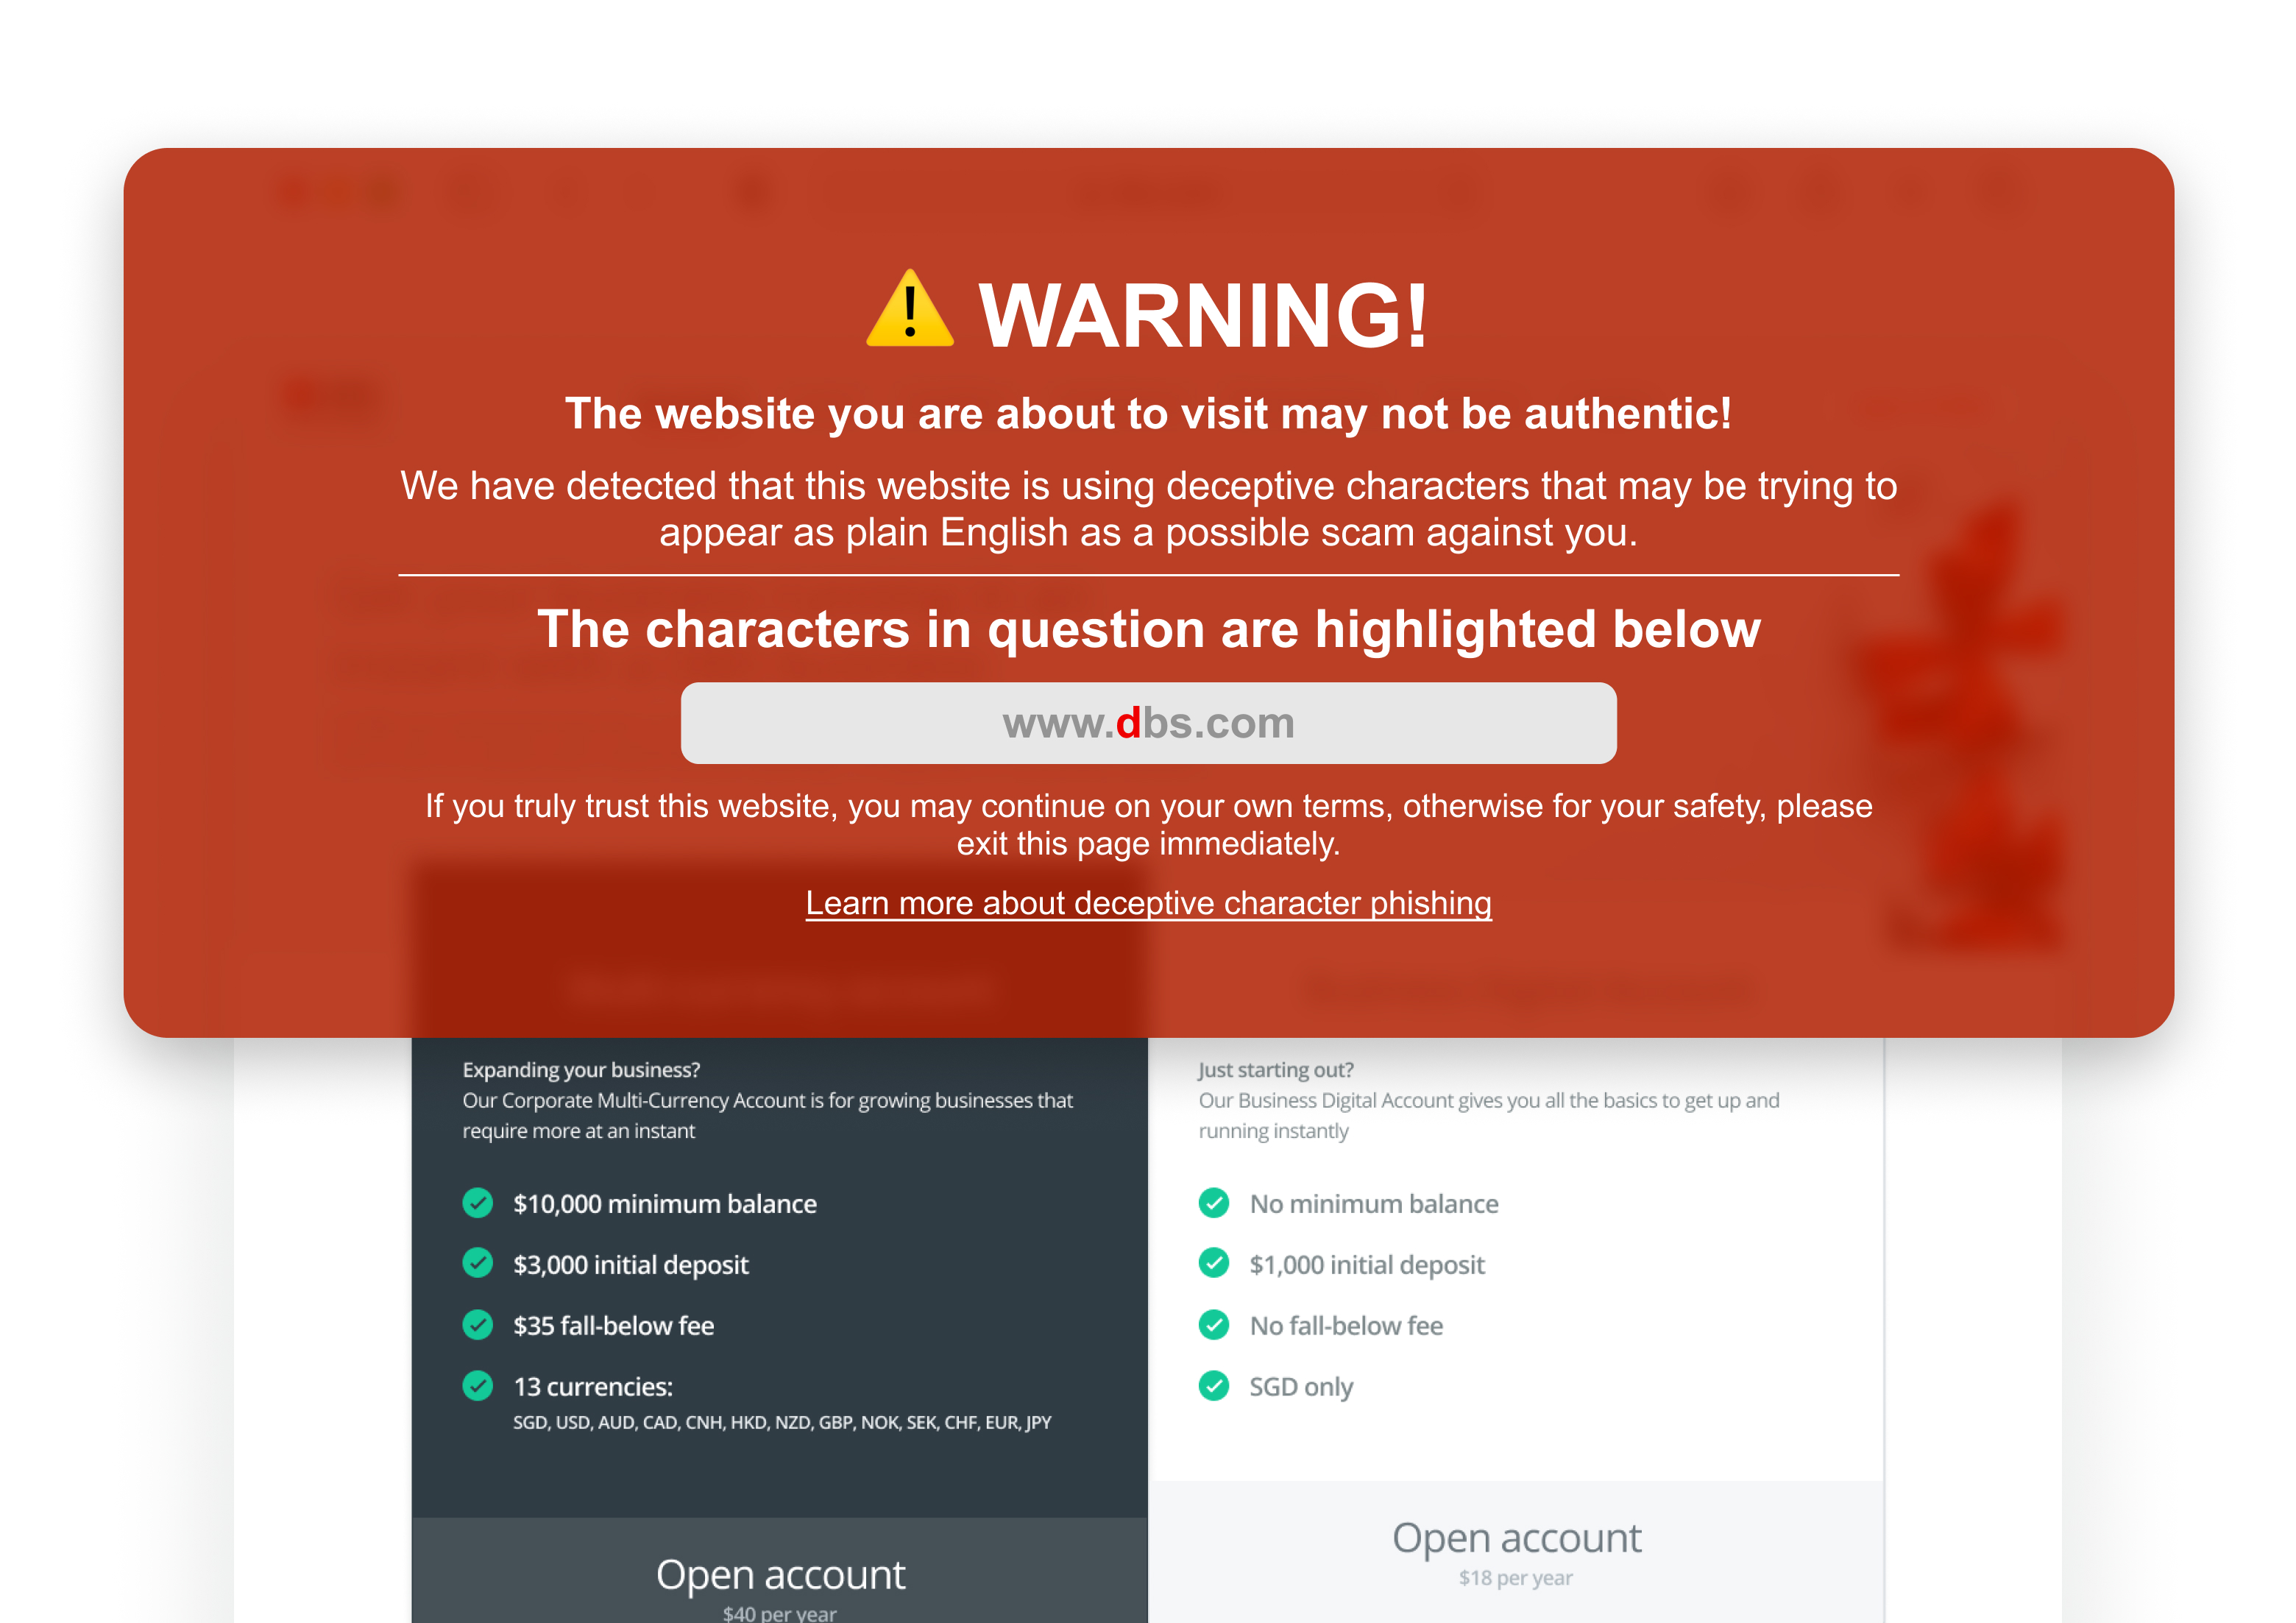 ⚠️ WARNING!
The website you are about to visit may not be authentic!
We have detected that this website is using deceptive characters that may be trying to
appear as plain English as a possible scam against you.
The characters in question are highlighted below
www.dbs.com
If you truly trust this website, you may continue on your own terms, otherwise for your safety, please
exit this page immediately.
Learn more about deceptive character phishing
Expanding your business?
Our Corporate Multi-Currency Account is for growing businesses that
require more at an instant
$10,000 minimum balance
$3,000 initial deposit
$35 fall-below fee
13 currencies:
SGD, USD, AUD, CAD, CNH, HKD, NZD, GBP, NOK, SEK, CHF, EUR, JPY
Open account
$40 per year
Just starting out?
Our Business Digital Account gives you all the basics to get up and
running instantly
No minimum balance
$1,000 initial deposit
No fall-below fee
SGD only
Open account
$18 per year